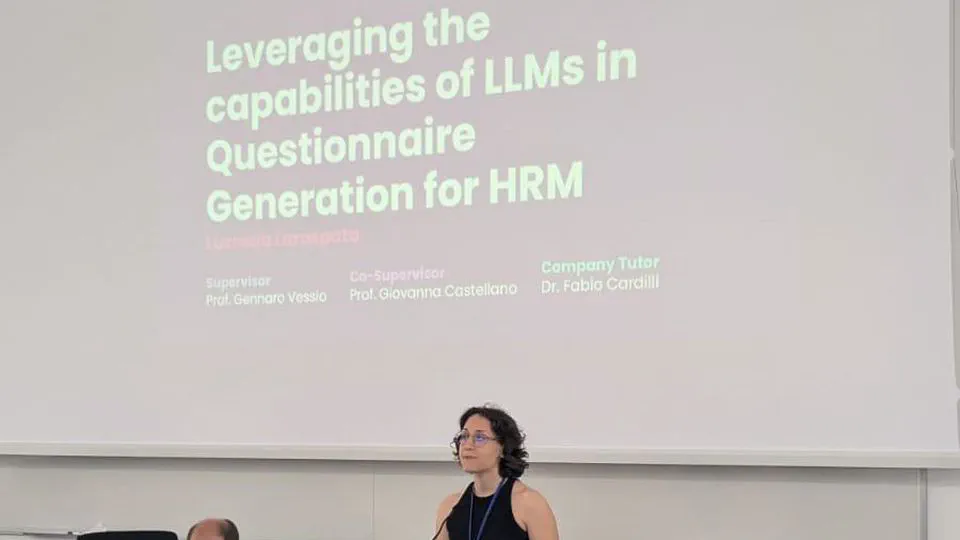 Leveraging the
capabilities of LLMs in
Questionnaire
Generation for HRM
Supervisor
Prof. Gennaro Vessio
Co-Supervisor
Prof. Giovanna Castellano
Company Tutor
Dr. Fabio Cardilli